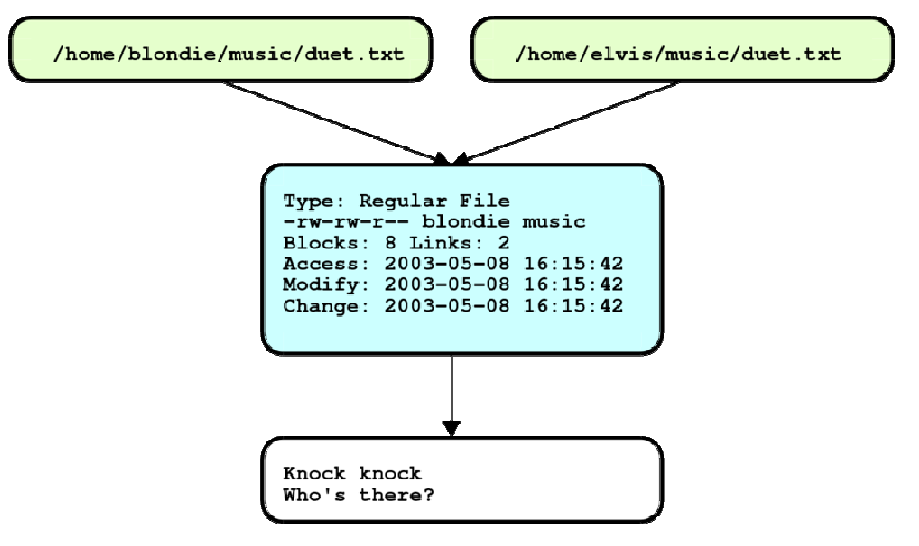 /home/blondie/music/duet.txt
/home/elvis/music/duet.txt
Type: Regular File
-rw-rw-r-- blondie music
Blocks: 8 Links: 2
Access: 2003-05-08 16:15:42
Modify: 2003-05-08 16:15:42
Change: 2003-05-08 16:15:42
Knock knock
Who's there?